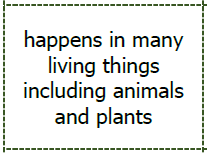 happens in many
living things
including animals
and plants